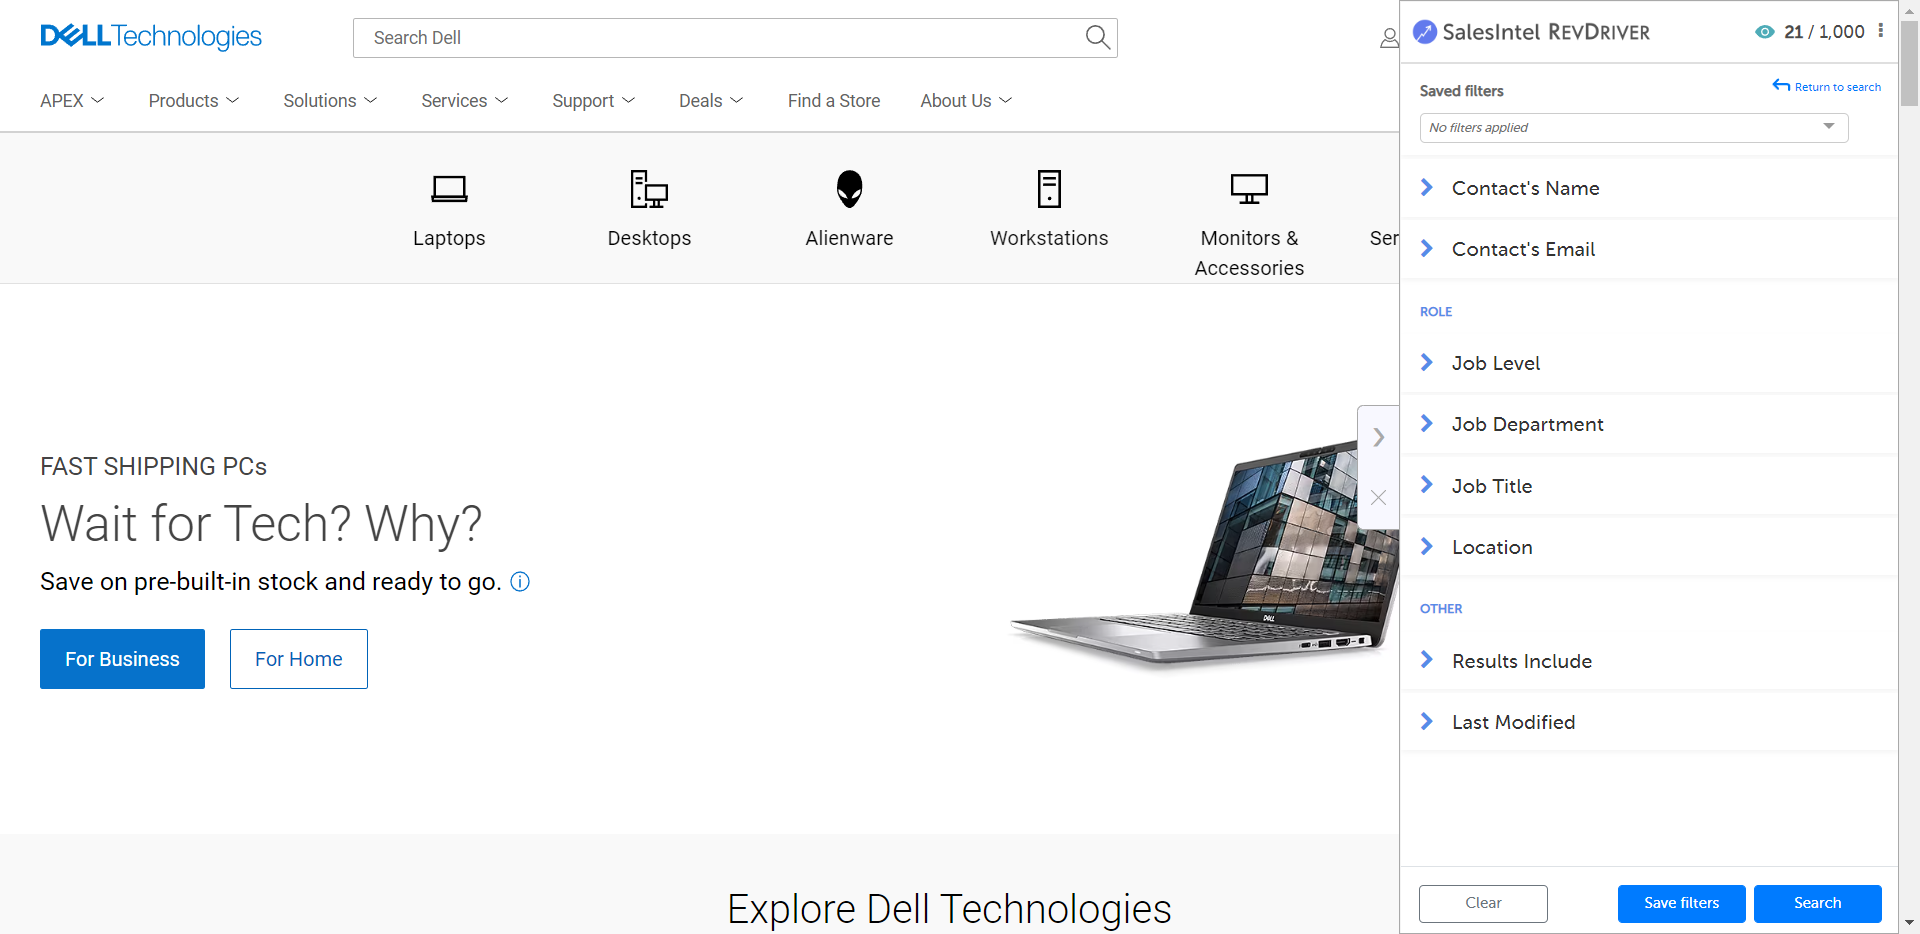 DELLTechnologies
Search Dell
APEX
Products
Solutions
Services
Support
Deals
Find a Store
About Us
Laptops
Desktops
Alienware
Workstations
Monitors &
Accessories
Ser
FAST SHIPPING PCs
Wait for Tech? Why?
Save on pre-built-in stock and ready to go.
For Business
For Home
DELL
Explore Dell Technologies
SalesIntel REVDRIVER
21 / 1,000
Saved filters
Return to search
No filters applied
Contact's Name
Contact's Email
ROLE
Job Level
Job Department
Job Title
Location
OTHER
Results Include
Last Modified
Clear
Save filters
Search